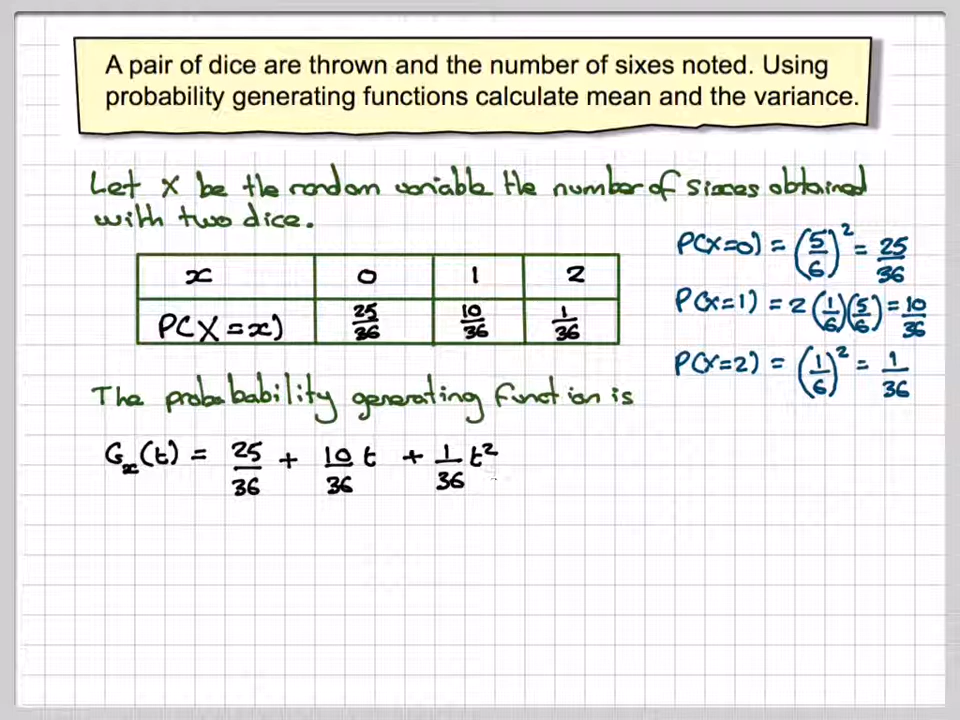 A pair of dice are thrown and the number of sixes noted. Using
probability generating functions calculate mean and the variance.
Let X be the random variable the number of sixes obtained
with two dice.
x 0 1 2
P(X=x) 25/36 10/36 1/36
P(X=0) = (5/6)² = 25/36
P(X=1) = 2(1/6)(5/6) = 10/36
P(X=2) = (1/6)² = 1/36
The probabability generating function is
Gₓ(t) = 25/36 + 10/36 t + 1/36 t²